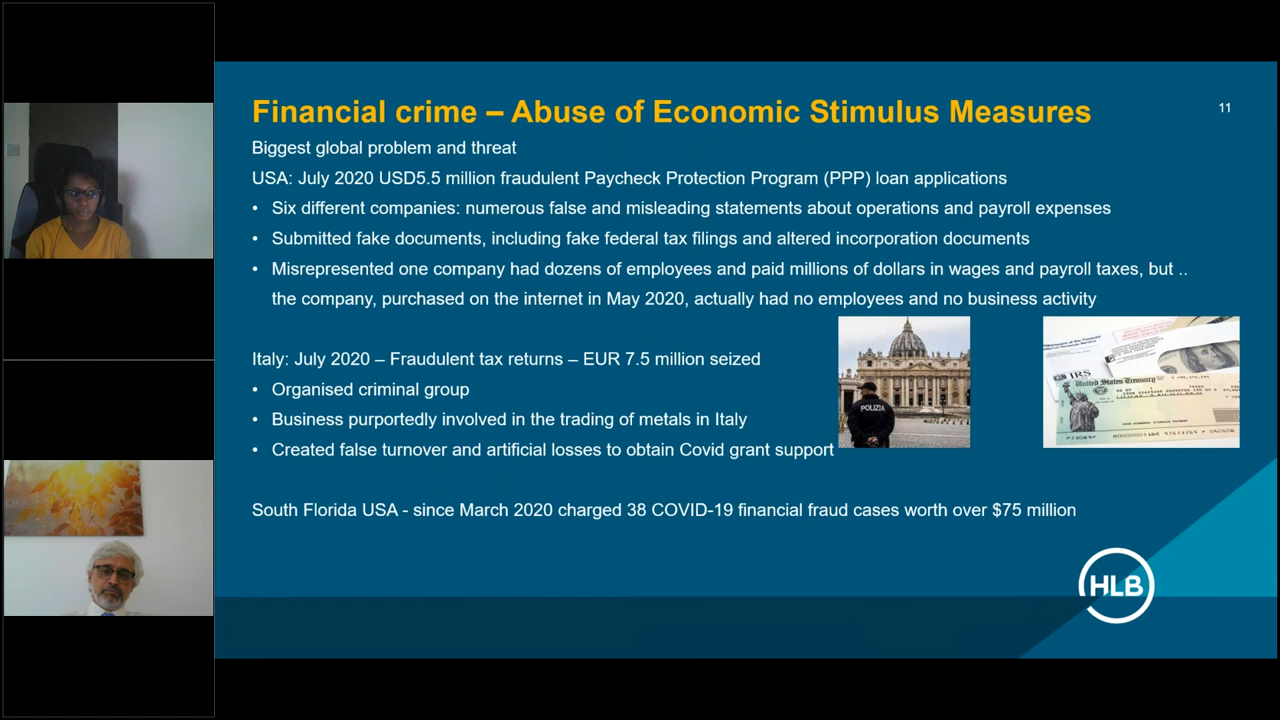 Financial crime – Abuse of Economic Stimulus Measures
11
Biggest global problem and threat
USA: July 2020 USD5.5 million fraudulent Paycheck Protection Program (PPP) loan applications
• Six different companies: numerous false and misleading statements about operations and payroll expenses
• Submitted fake documents, including fake federal tax filings and altered incorporation documents
• Misrepresented one company had dozens of employees and paid millions of dollars in wages and payroll taxes, but ..
the company, purchased on the internet in May 2020, actually had no employees and no business activity
Italy: July 2020 – Fraudulent tax returns – EUR 7.5 million seized
• Organised criminal group
• Business purportedly involved in the trading of metals in Italy
• Created false turnover and artificial losses to obtain Covid grant support
POLIZIA
IRS
United States Treasury
South Florida USA - since March 2020 charged 38 COVID-19 financial fraud cases worth over $75 million
HLB